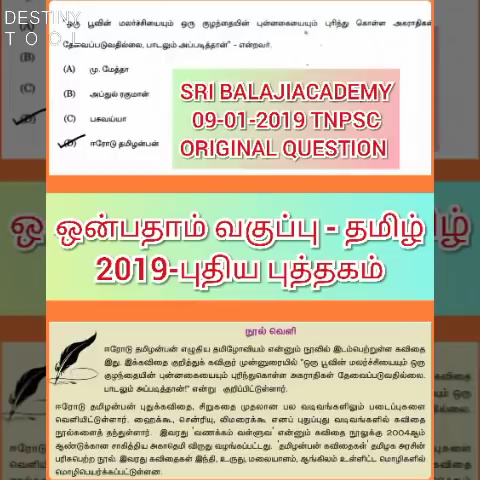 DESTINY
TOOL
"ஒரு பூவின் மலர்ச்சியையும் ஒரு குழந்தையின் புன்னகையையும் புரிந்து கொள்ள அகராதிகள்
தேவைப்படுவதில்லை, பாடலும் அப்படித்தான்" - என்றவர்.
(A) மு. மேத்தா
(B) அப்துல் ரகுமான்
(C) பசுவய்யா
(D) ஈரோடு தமிழன்பன்
SRI BALAJIACADEMY
09-01-2019 TNPSC
ORIGINAL QUESTION
ஒன்பதாம் வகுப்பு - தமிழ்
2019-புதிய புத்தகம்
நூல் வெளி
ஈரோடு தமிழன்பன் எழுதிய தமிழோவியம் என்னும் நூலில் இடம்பெற்றுள்ள கவிதை
இது. இக்கவிதை குறித்துக் கவிஞர் முன்னுரையில் "ஒரு பூவின் மலர்ச்சியையும் ஒரு
குழந்தையின் புன்னகையையும் புரிந்துகொள்ள அகராதிகள் தேவைப்படுவதில்லை.
பாடலும் அப்படித்தான்!" என்று குறிப்பிட்டுள்ளார்.
ஈரோடு தமிழன்பன் புதுக்கவிதை, சிறுகதை முதலான பல வடிவங்களிலும் படைப்புகளை
வெளியிட்டுள்ளார். ஹைக்கூ, சென்ரியு, லிமரைக்கூ எனப் புதுப்புது வடிவங்களில் கவிதை
நூல்களைத் தந்துள்ளார். இவரது 'வணக்கம் வள்ளுவ' என்னும் கவிதை நூலுக்கு 2004ஆம்
ஆண்டுக்கான சாகித்திய அகாதெமி விருது வழங்கப்பட்டது. 'தமிழன்பன் கவிதைகள்' தமிழக அரசின்
பரிசுபெற்ற நூல். இவரது கவிதைகள் இந்தி, உருது, மலையாளம், ஆங்கிலம் உள்ளிட்ட மொழிகளில்
மொழிபெயர்க்கப்பட்டுள்ளன.